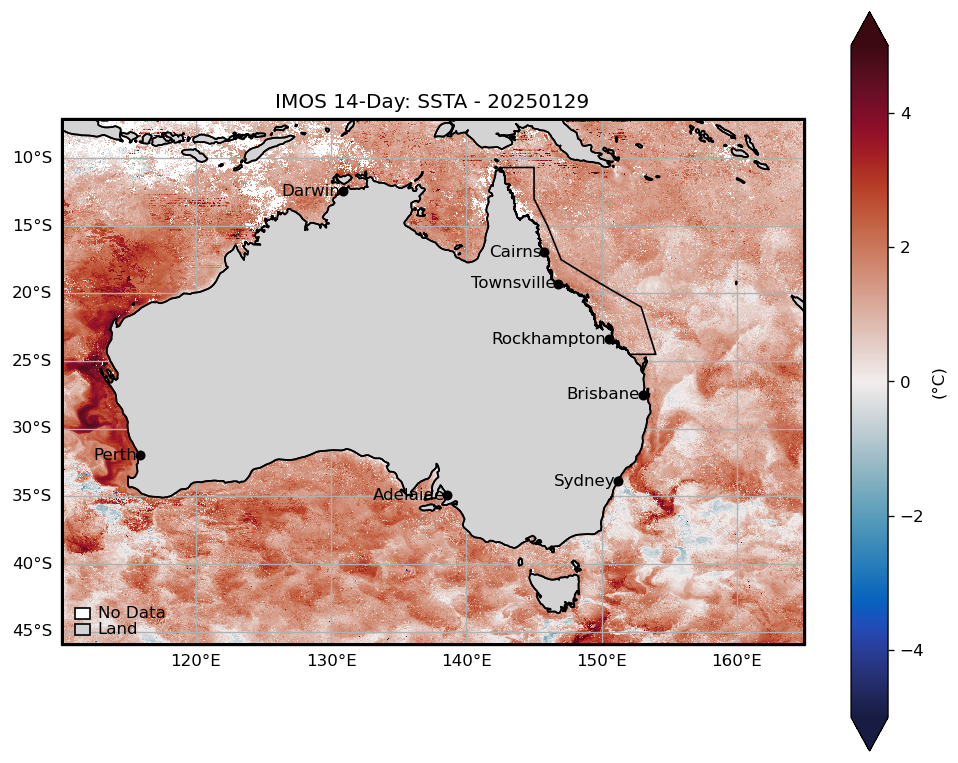 IMOS 14-Day: SSTA - 20250129
10°S
15°S
20°S
25°S
30°S
35°S
40°S
45°S
Darwin
Cairns
Townsville
Rockhampton
Brisbane
Perth
Sydney
Adelaide
No Data
Land
120°E 130°E 140°E 150°E 160°E
4
2
0
−2
−4
(°C)